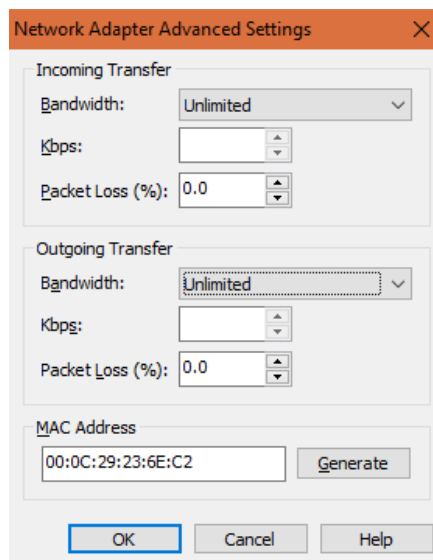 Network Adapter Advanced Settings
Incoming Transfer
Bandwidth: Unlimited
Kbps:
Packet Loss (%): 0.0
Outgoing Transfer
Bandwidth: Unlimited
Kbps:
Packet Loss (%): 0.0
MAC Address
00:0C:29:23:6E:C2 Generate
OK Cancel Help